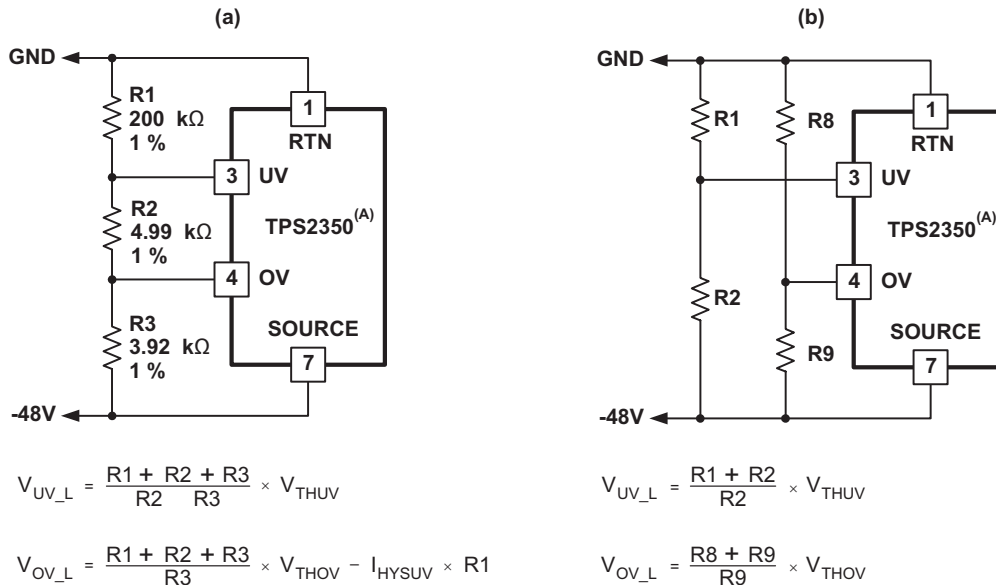 (a)
GND
R1
200 kΩ
1 %
1
RTN
3
UV
R2
4.99 kΩ
1 %
TPS2350(A)
4
OV
R3
3.92 kΩ
1 %
SOURCE
7
-48V
V_UV_L = (R1 + R2 + R3)/(R2 R3) × V_THUV
V_OV_L = (R1 + R2 + R3)/R3 × V_THOV − I_HYSUV × R1
(b)
GND
R1
R8
1
RTN
3
UV
TPS2350(A)
R2
4
OV
SOURCE
R9
7
-48V
V_UV_L = (R1 + R2)/R2 × V_THUV
V_OV_L = (R8 + R9)/R9 × V_THOV